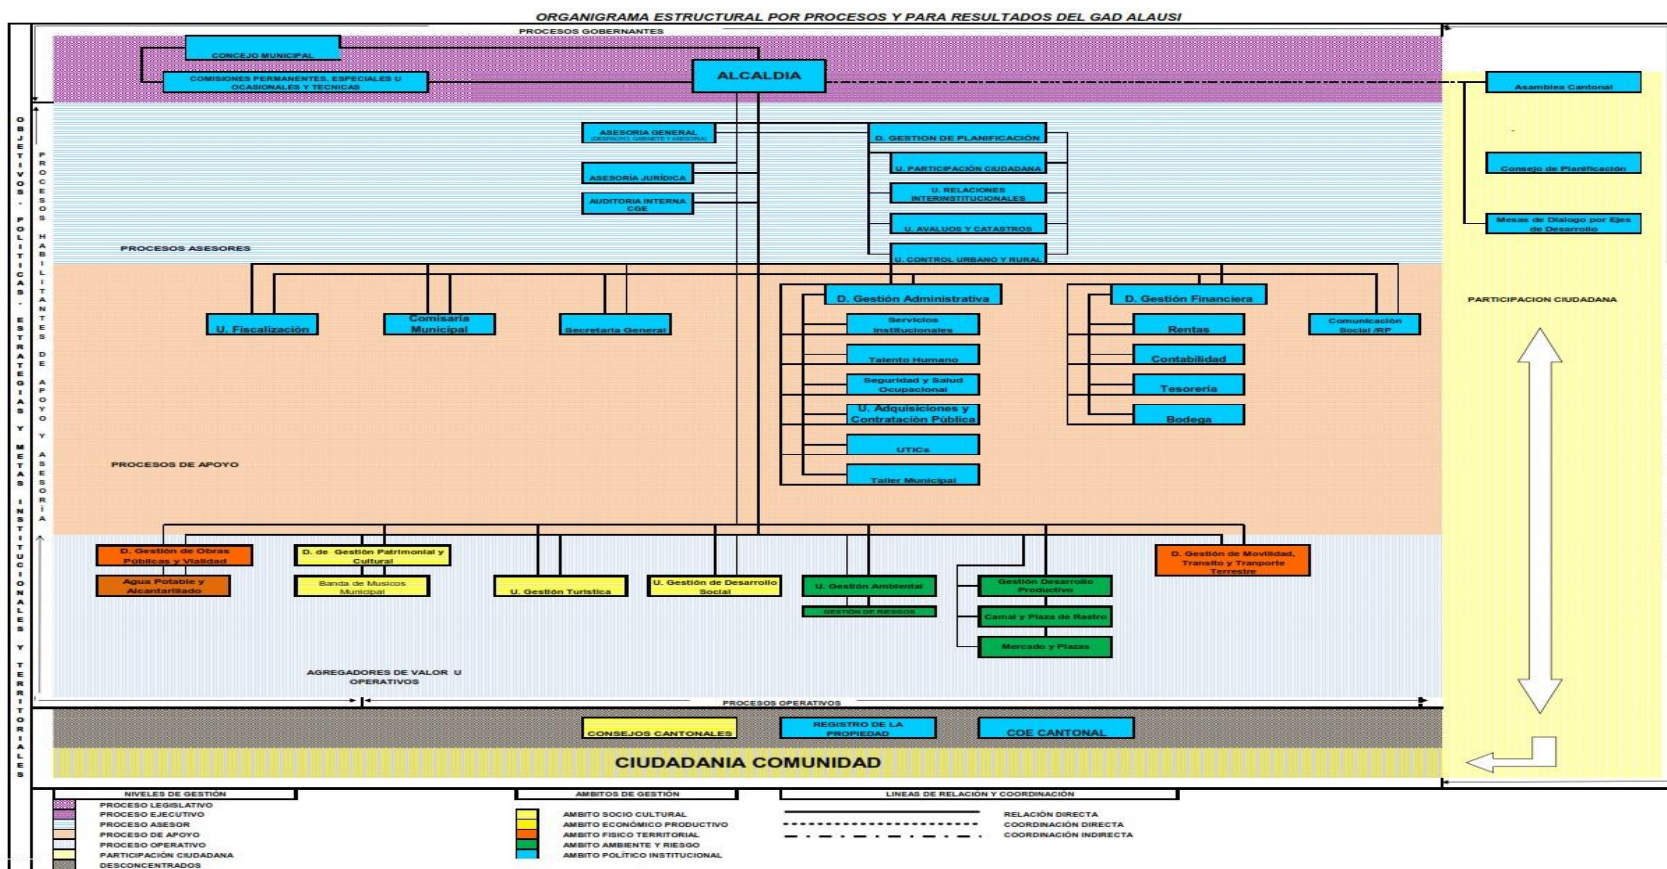 ORGANIGRAMA ESTRUCTURAL POR PROCESOS Y PARA RESULTADOS DEL GAD ALAUSI
PROCESOS GOBERNANTES
CONCEJO MUNICIPAL
COMISIONES PERMANENTES, ESPECIALES U
OCASIONALES Y TECNICAS
ALCALDIA
Asamblea Cantonal
OBJETIVOS - POLITICAS - ESTRATEGIAS Y METAS INSTITUCIONALES Y TERRITORIALES
PROCESOS HABILITANTES DE APOYO Y ASESORÍA
ASESORIA GENERAL
(DESPACHO, GABINETE Y ASESORIA)
D. GESTION DE PLANIFICACIÓN
U. PARTICIPACIÓN CIUDADANA
Consejo de Planificación
ASESORÍA JURÍDICA
U. RELACIONES
INTERINSTITUCIONALES
AUDITORIA INTERNA
CGE
U. AVALUOS Y CATASTROS
Mesas de Dialogo por Ejes
de Desarrollo
PROCESOS ASESORES
U. CONTROL URBANO Y RURAL
D. Gestión Administrativa
D. Gestión Financiera
PARTICIPACION CIUDADANA
U. Fiscalización
Comisaría
Municipal
Secretaría General
Servicios
Institucionales
Rentas
Comunicación
Social /RP
Talento Humano
Contabilidad
Seguridad y Salud
Ocupacional
Tesorería
U. Adquisiciones y
Contratación Pública
Bodega
UTICs
PROCESOS DE APOYO
Taller Municipal
D. Gestión de Obras
Públicas y Vialidad
D. de Gestión Patrimonial y
Cultural
D. Gestión de Movilidad,
Transito y Tranporte
Terrestre
Agua Potable y
Alcantarillado
Banda de Musicos
Municipal
U. Gestión Turistica
U. Gestión de Desarrollo
Social
U. Gestión Ambiental
Gestión Desarrollo
Productivo
GESTIÓN DE RIESGOS
Camal y Plaza de Rastro
Mercado y Plazas
AGREGADORES DE VALOR U
OPERATIVOS
PROCESOS OPERATIVOS
CONSEJOS CANTONALES
REGISTRO DE LA
PROPIEDAD
COE CANTONAL
CIUDADANIA COMUNIDAD
NIVELES DE GESTIÓN
PROCESO LEGISLATIVO
PROCESO EJECUTIVO
PROCESO ASESOR
PROCESO DE APOYO
PROCESO OPERATIVO
PARTICIPACIÓN CIUDADANA
DESCONCENTRADOS
AMBITOS DE GESTIÓN
AMBITO SOCIO CULTURAL
AMBITO ECONÓMICO PRODUCTIVO
AMBITO FISICO TERRITORIAL
AMBITO AMBIENTE Y RIESGO
AMBITO POLÍTICO INSTITUCIONAL
LINEAS DE RELACIÓN Y COORDINACIÓN
RELACIÓN DIRECTA
COORDINACIÓN DIRECTA
COORDINACIÓN INDIRECTA